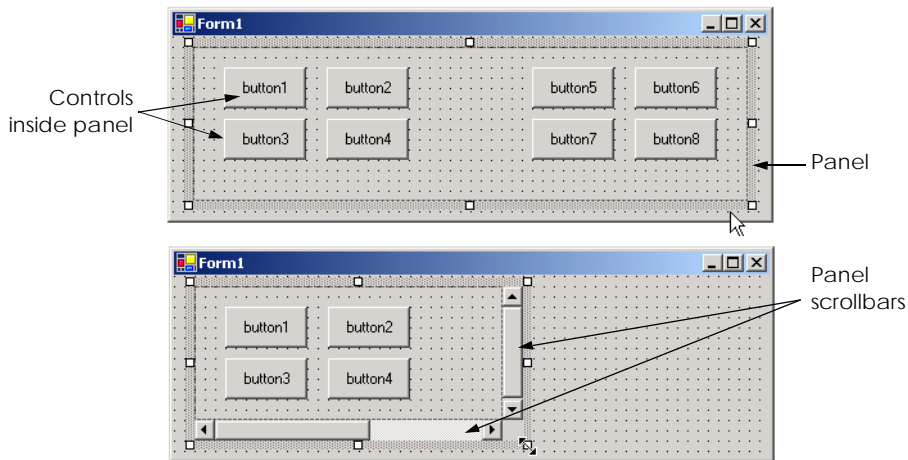 Form1
button1 button2 button5 button6
Controls
inside panel
button3 button4 button7 button8
Panel
Form1
Panel
scrollbars
button1 button2
button3 button4